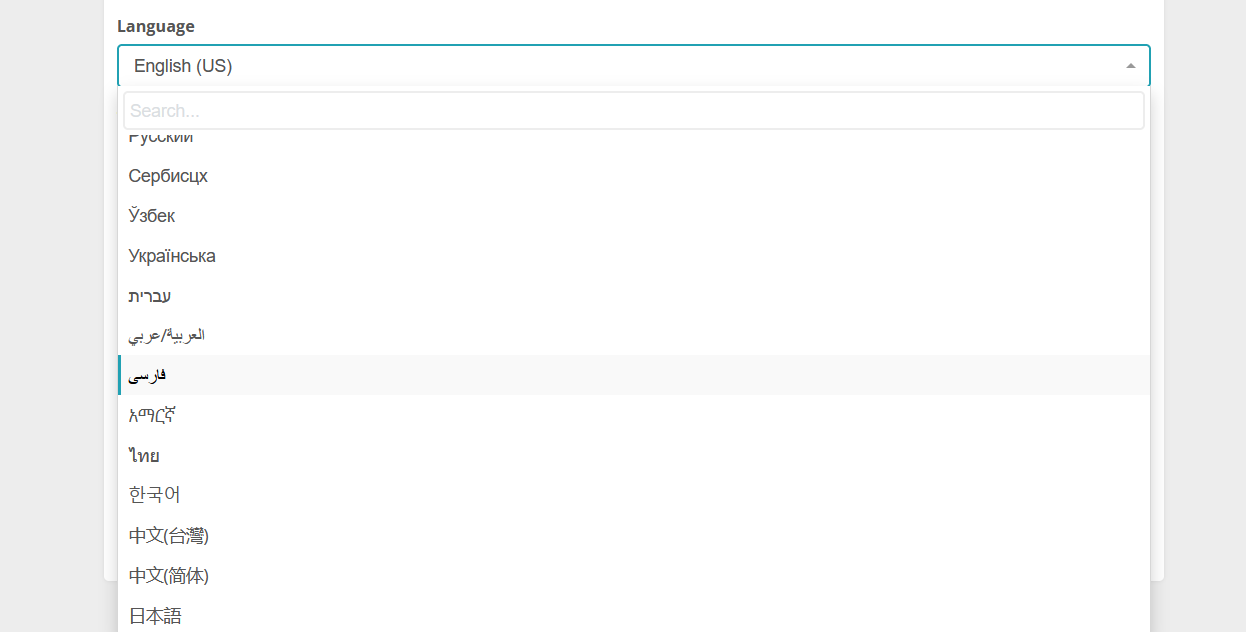 Language
English (US)
Search...
Русский
Сербисцх
Ўзбек
Українська
עברית
العربية/عربي
فارسی
አማርኛ
ไทย
한국어
中文(台灣)
中文(简体)
日本語